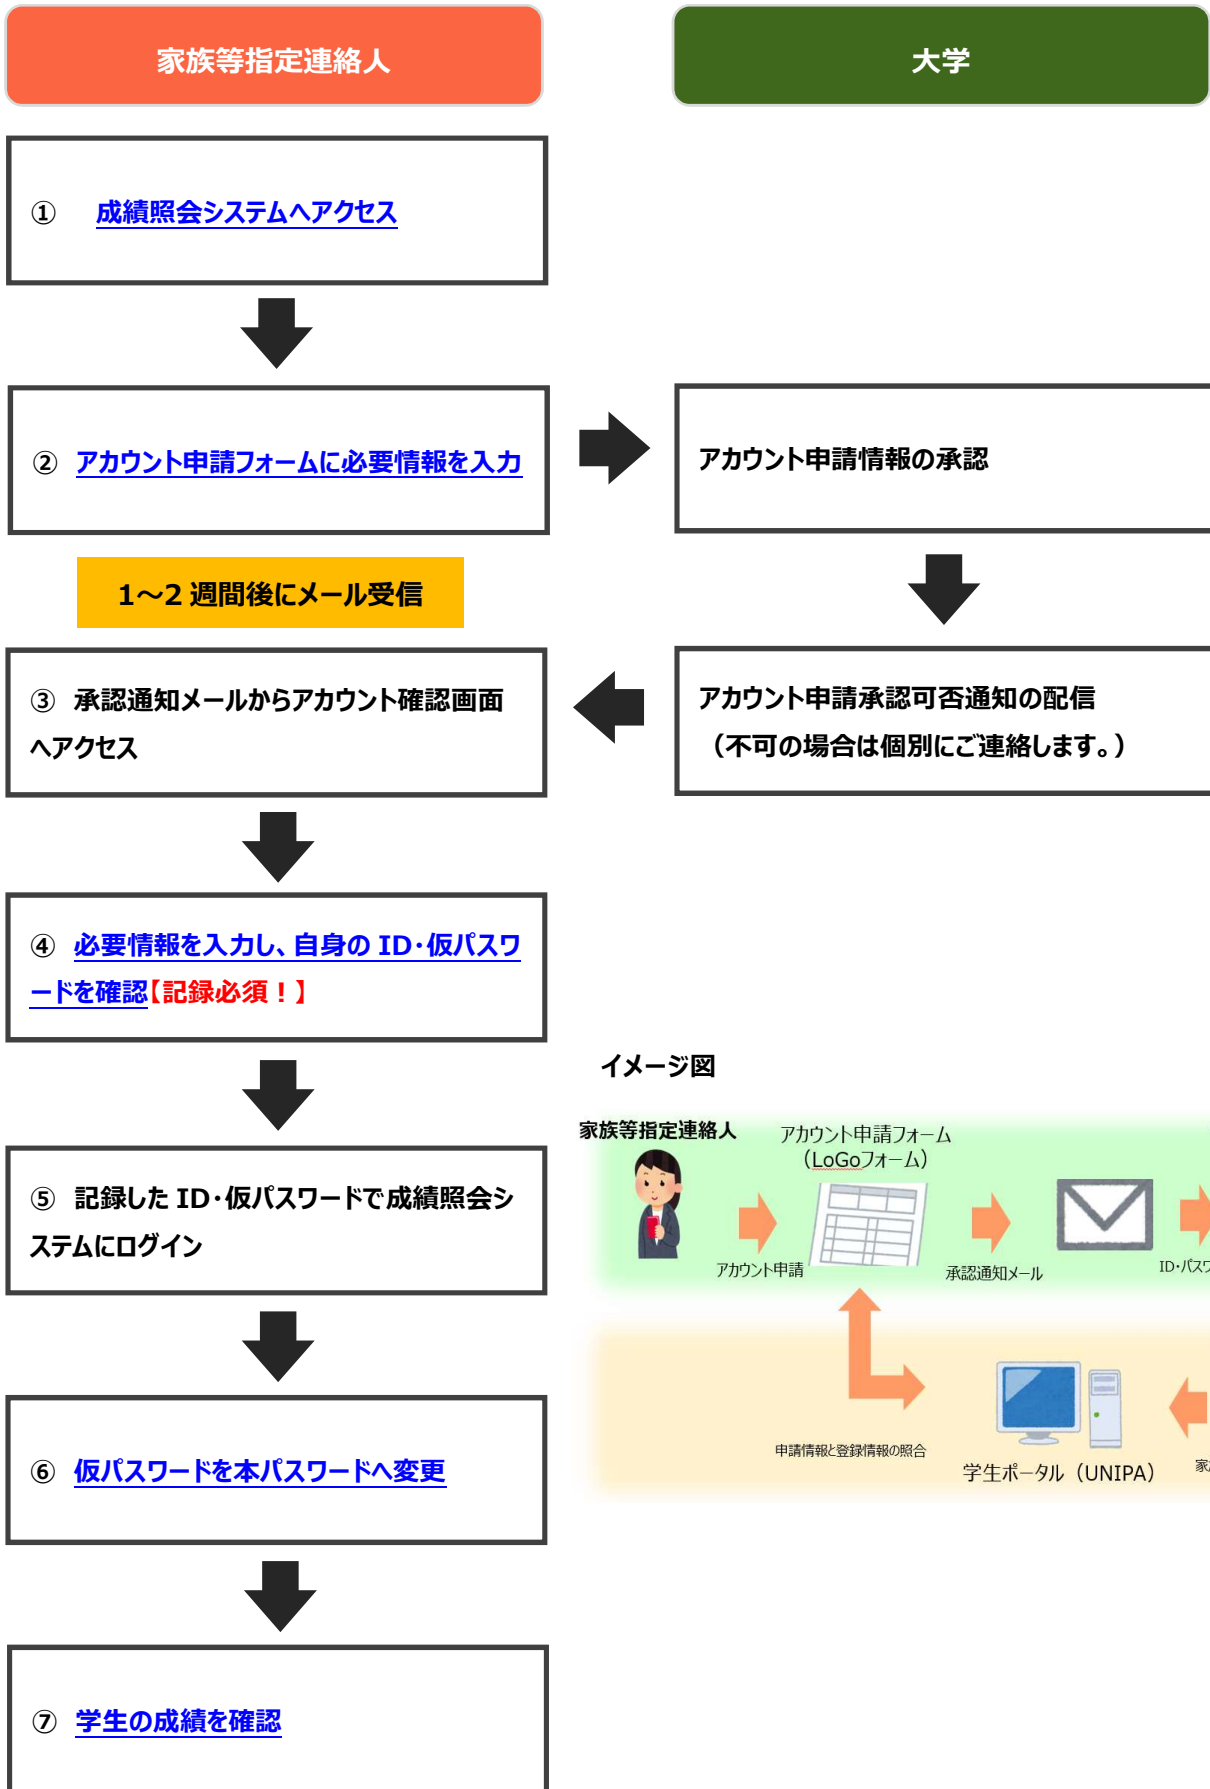 家族等指定連絡人
大学
① 成績照会システムへアクセス
② アカウント申請フォームに必要情報を入力
アカウント申請情報の承認
1～2 週間後にメール受信
③ 承認通知メールからアカウント確認画面
へアクセス
アカウント申請承認可否通知の配信
（不可の場合は個別にご連絡します。）
④ 必要情報を入力し、自身の ID・仮パスワ
ードを確認【記録必須！】
⑤ 記録した ID・仮パスワードで成績照会シ
ステムにログイン
⑥ 仮パスワードを本パスワードへ変更
⑦ 学生の成績を確認
イメージ図
家族等指定連絡人
アカウント申請フォーム
（LoGoフォーム）
アカウント申請
承認通知メール
ID・パスワ
申請情報と登録情報の照合
学生ポータル（UNIPA）
家